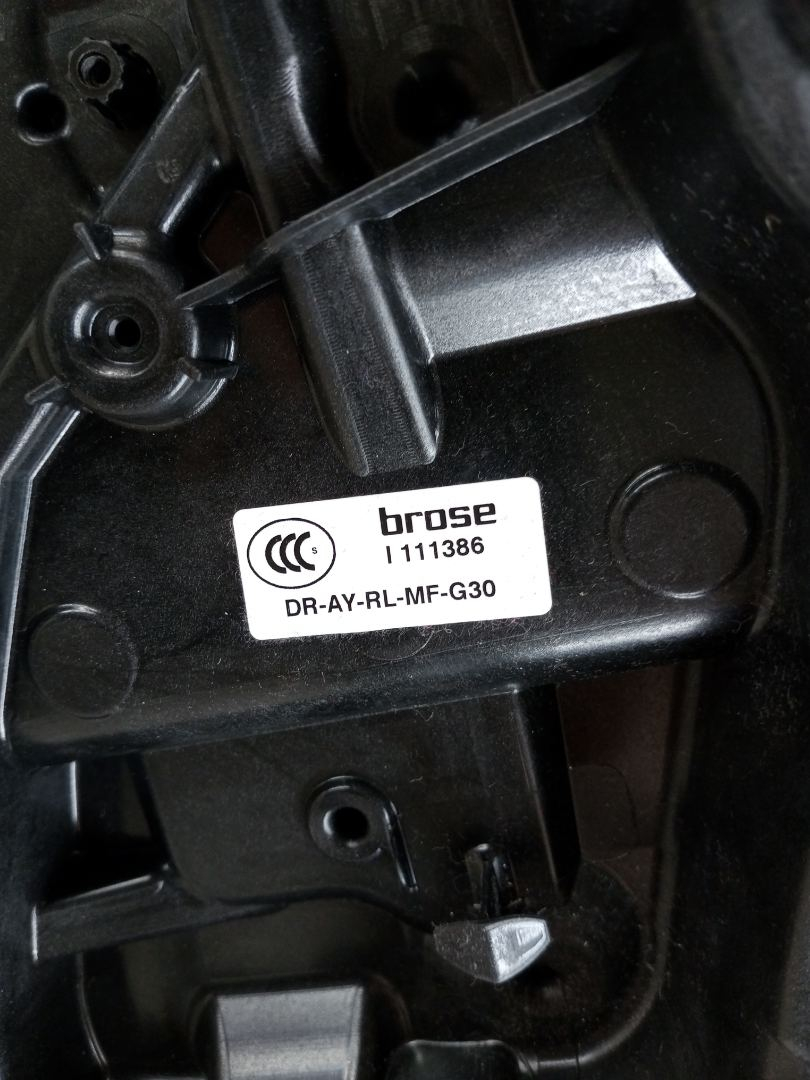 CCC S
brose
I 111386
DR-AY-RL-MF-G30